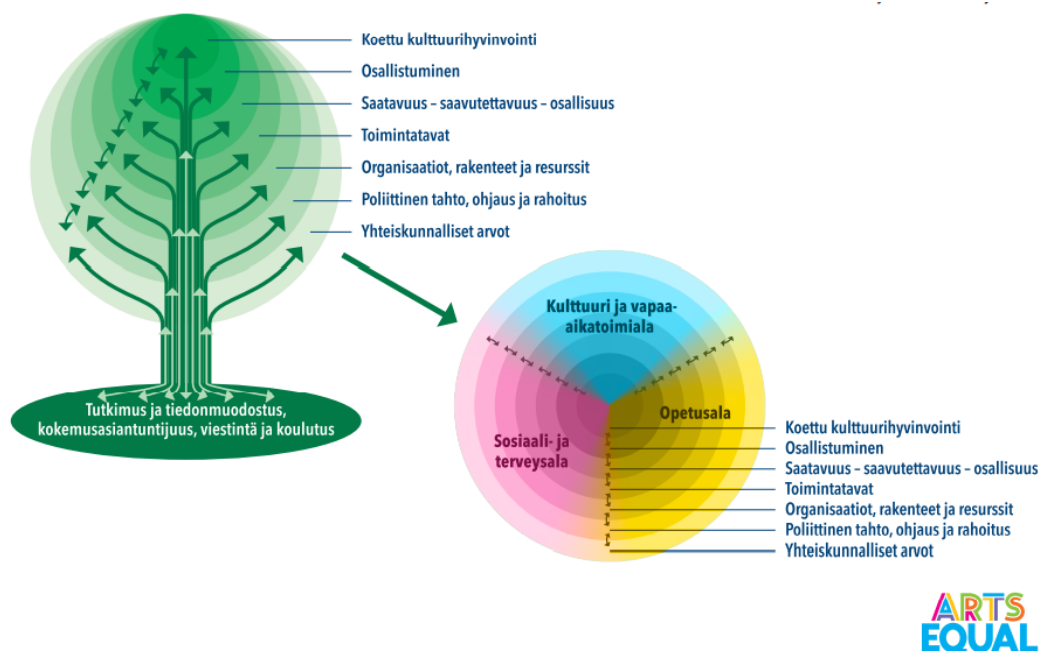 Koettu kulttuurihyvinvointi
Osallistuminen
Saatavuus – saavutettavuus – osallisuus
Toimintatavat
Organisaatiot, rakenteet ja resurssit
Poliittinen tahto, ohjaus ja rahoitus
Yhteiskunnalliset arvot
Tutkimus ja tiedonmuodostus,
kokemusasiantuntijuus, viestintä ja koulutus
Kulttuuri ja vapaa-
aikatoimiala
Opetusala
Sosiaali- ja
terveysala
Koettu kulttuurihyvinvointi
Osallistuminen
Saatavuus – saavutettavuus – osallisuus
Toimintatavat
Organisaatiot, rakenteet ja resurssit
Poliittinen tahto, ohjaus ja rahoitus
Yhteiskunnalliset arvot
ARTS
EQUAL